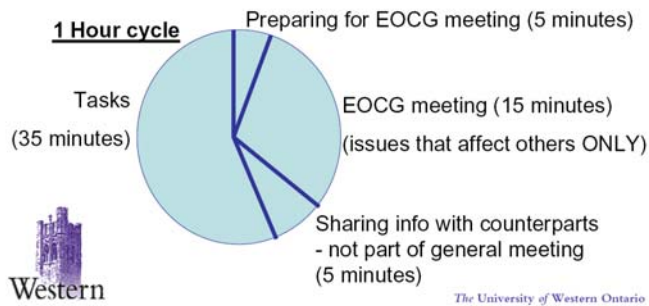 1 Hour cycle
Preparing for EOCG meeting (5 minutes)
Tasks
(35 minutes)
EOCG meeting (15 minutes)
(issues that affect others ONLY)
Sharing info with counterparts
- not part of general meeting
(5 minutes)
Western
The University of Western Ontario